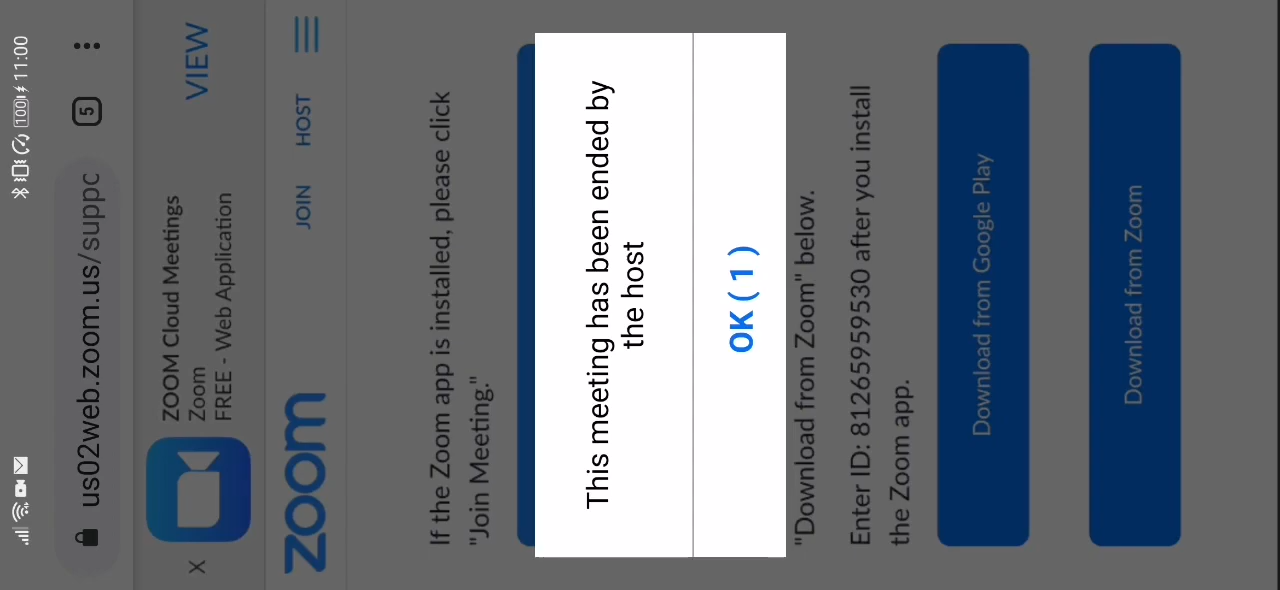 100 11:00
us02web.zoom.us/suppc
5
X
ZOOM Cloud Meetings
Zoom
FREE - Web Application
VIEW
zoom
JOIN
HOST
If the Zoom app is installed, please click
"Join Meeting."
This meeting has been ended by
the host
OK ( 1 )
"Download from Zoom" below.
Enter ID: 81265959530 after you install
the Zoom app.
Download from Google Play
Download from Zoom